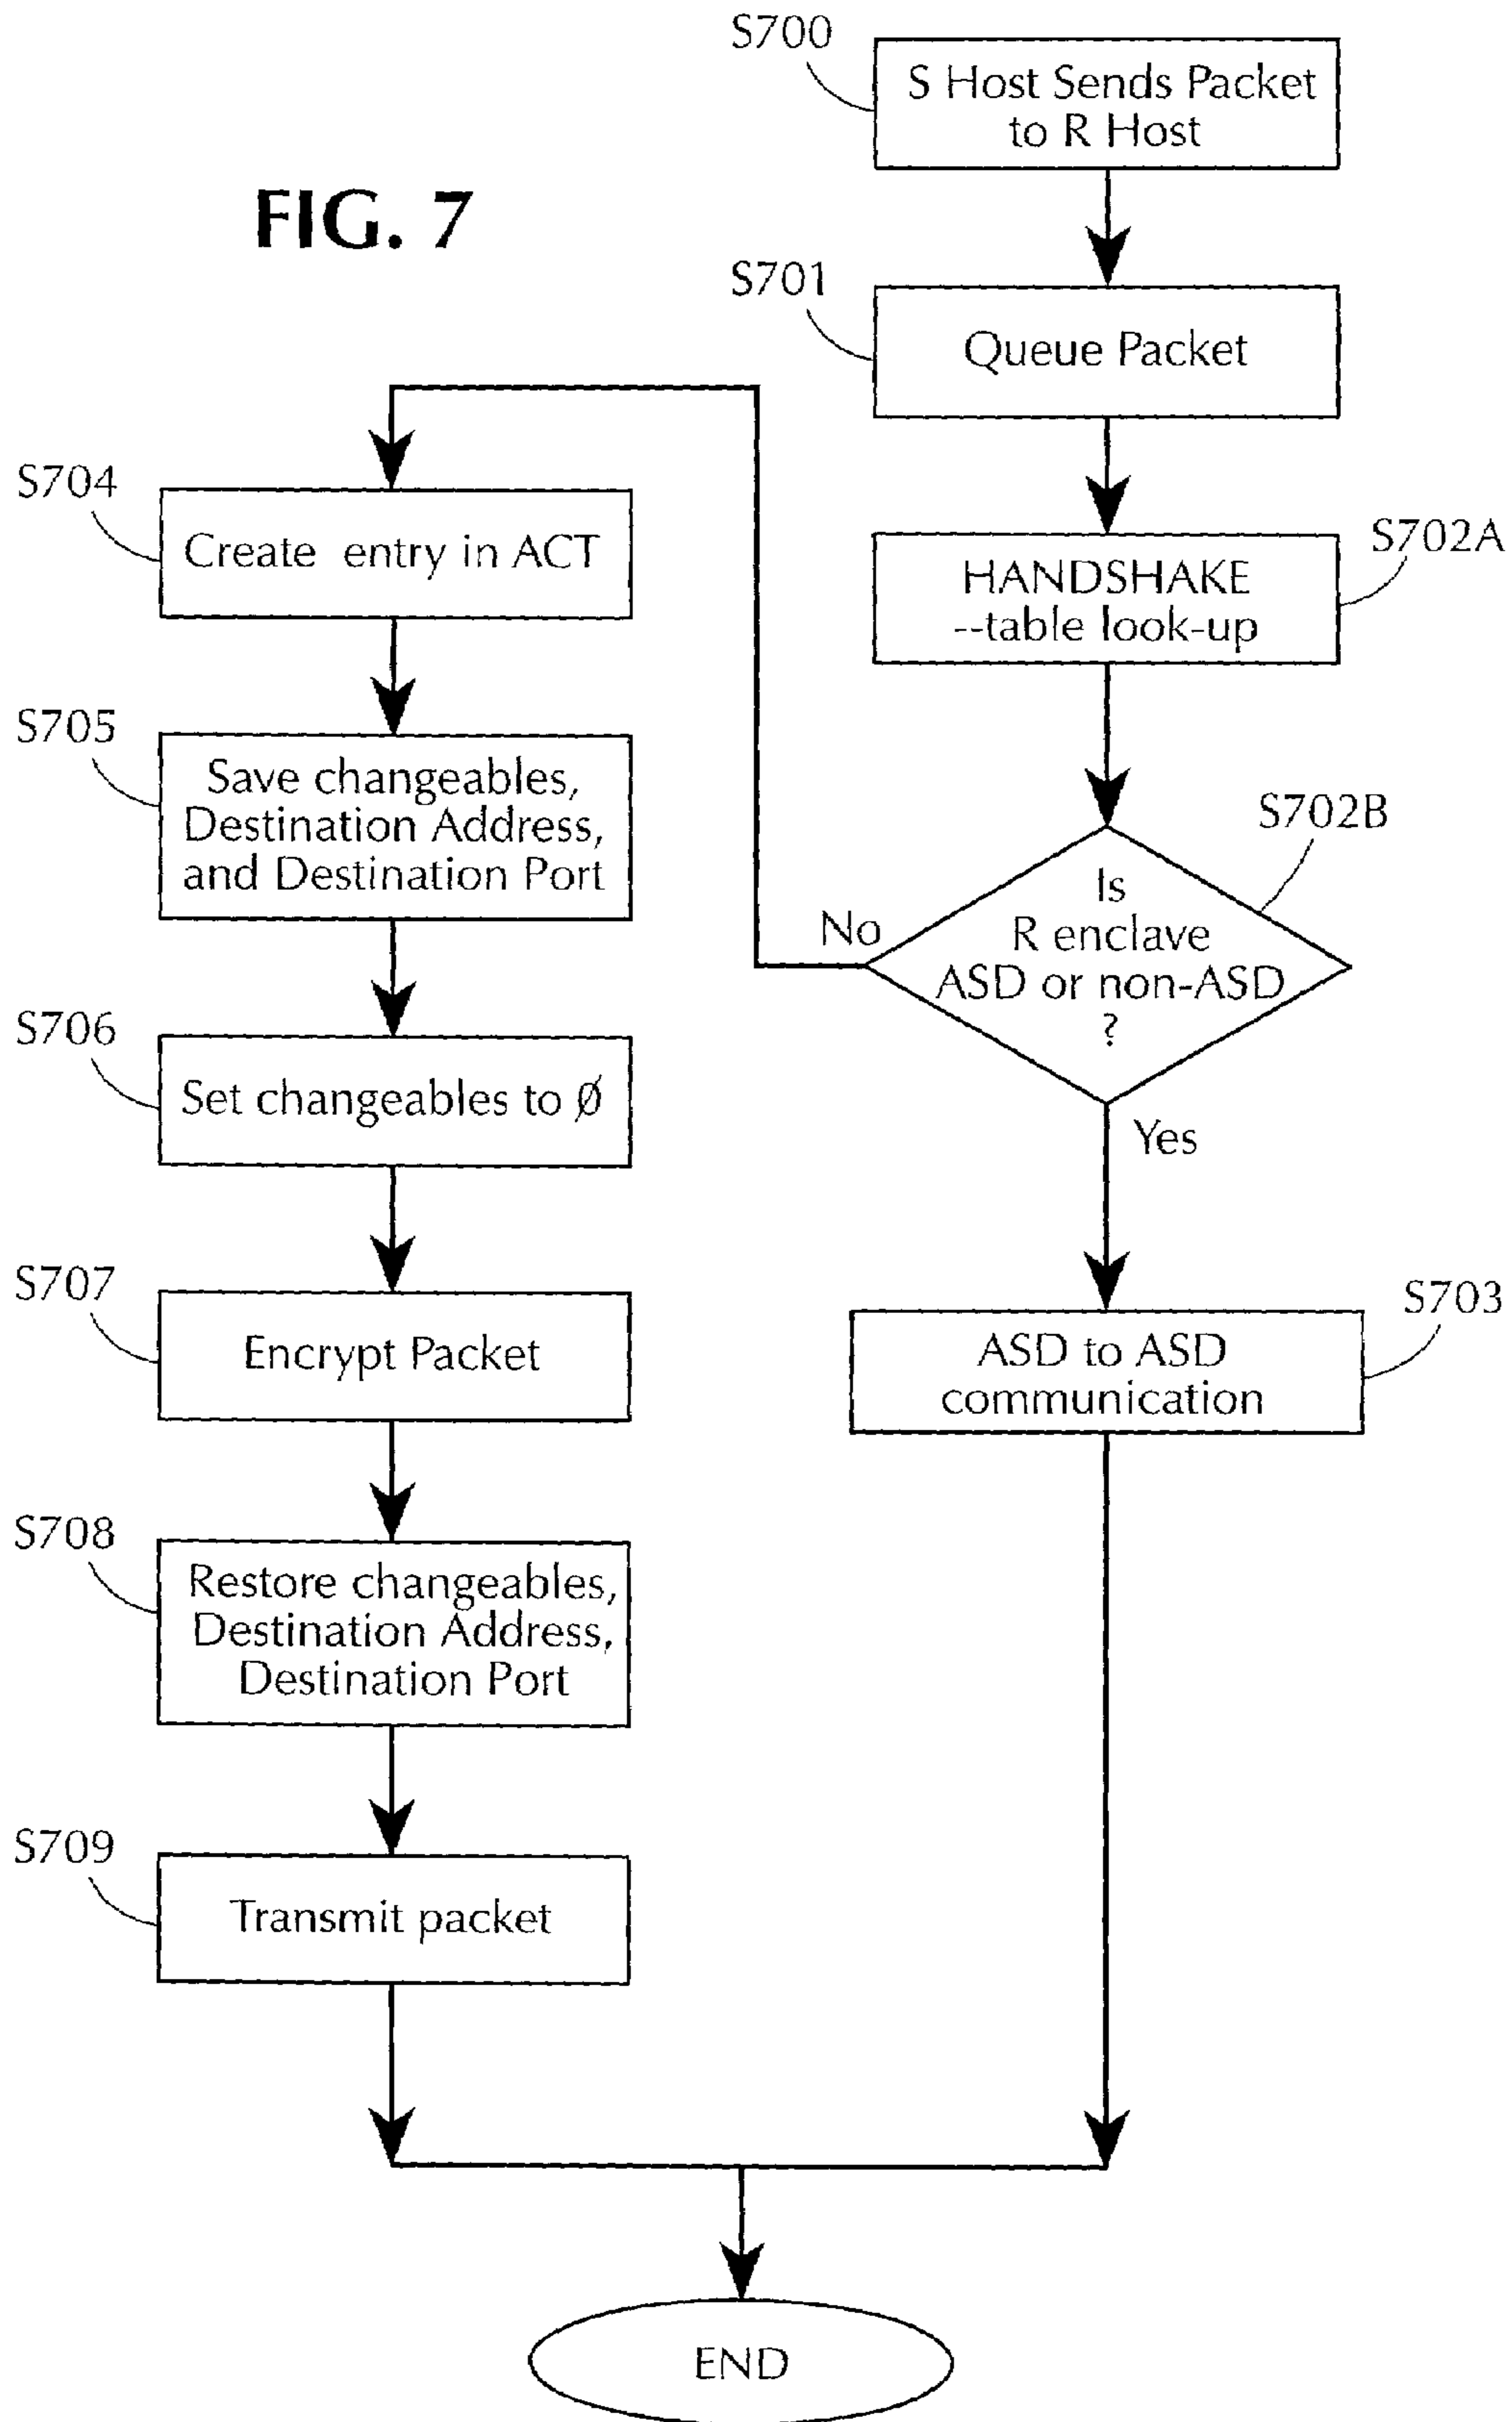 FIG. 7
S700
S Host Sends Packet
to R Host
S701
Queue Packet
S702A
HANDSHAKE
--table look-up
S702B
Is
R enclave
ASD or non-ASD
?
No
Yes
S703
ASD to ASD
communication
S704
Create entry in ACT
S705
Save changeables,
Destination Address,
and Destination Port
S706
Set changeables to Ø
S707
Encrypt Packet
S708
Restore changeables,
Destination Address,
Destination Port
S709
Transmit packet
END